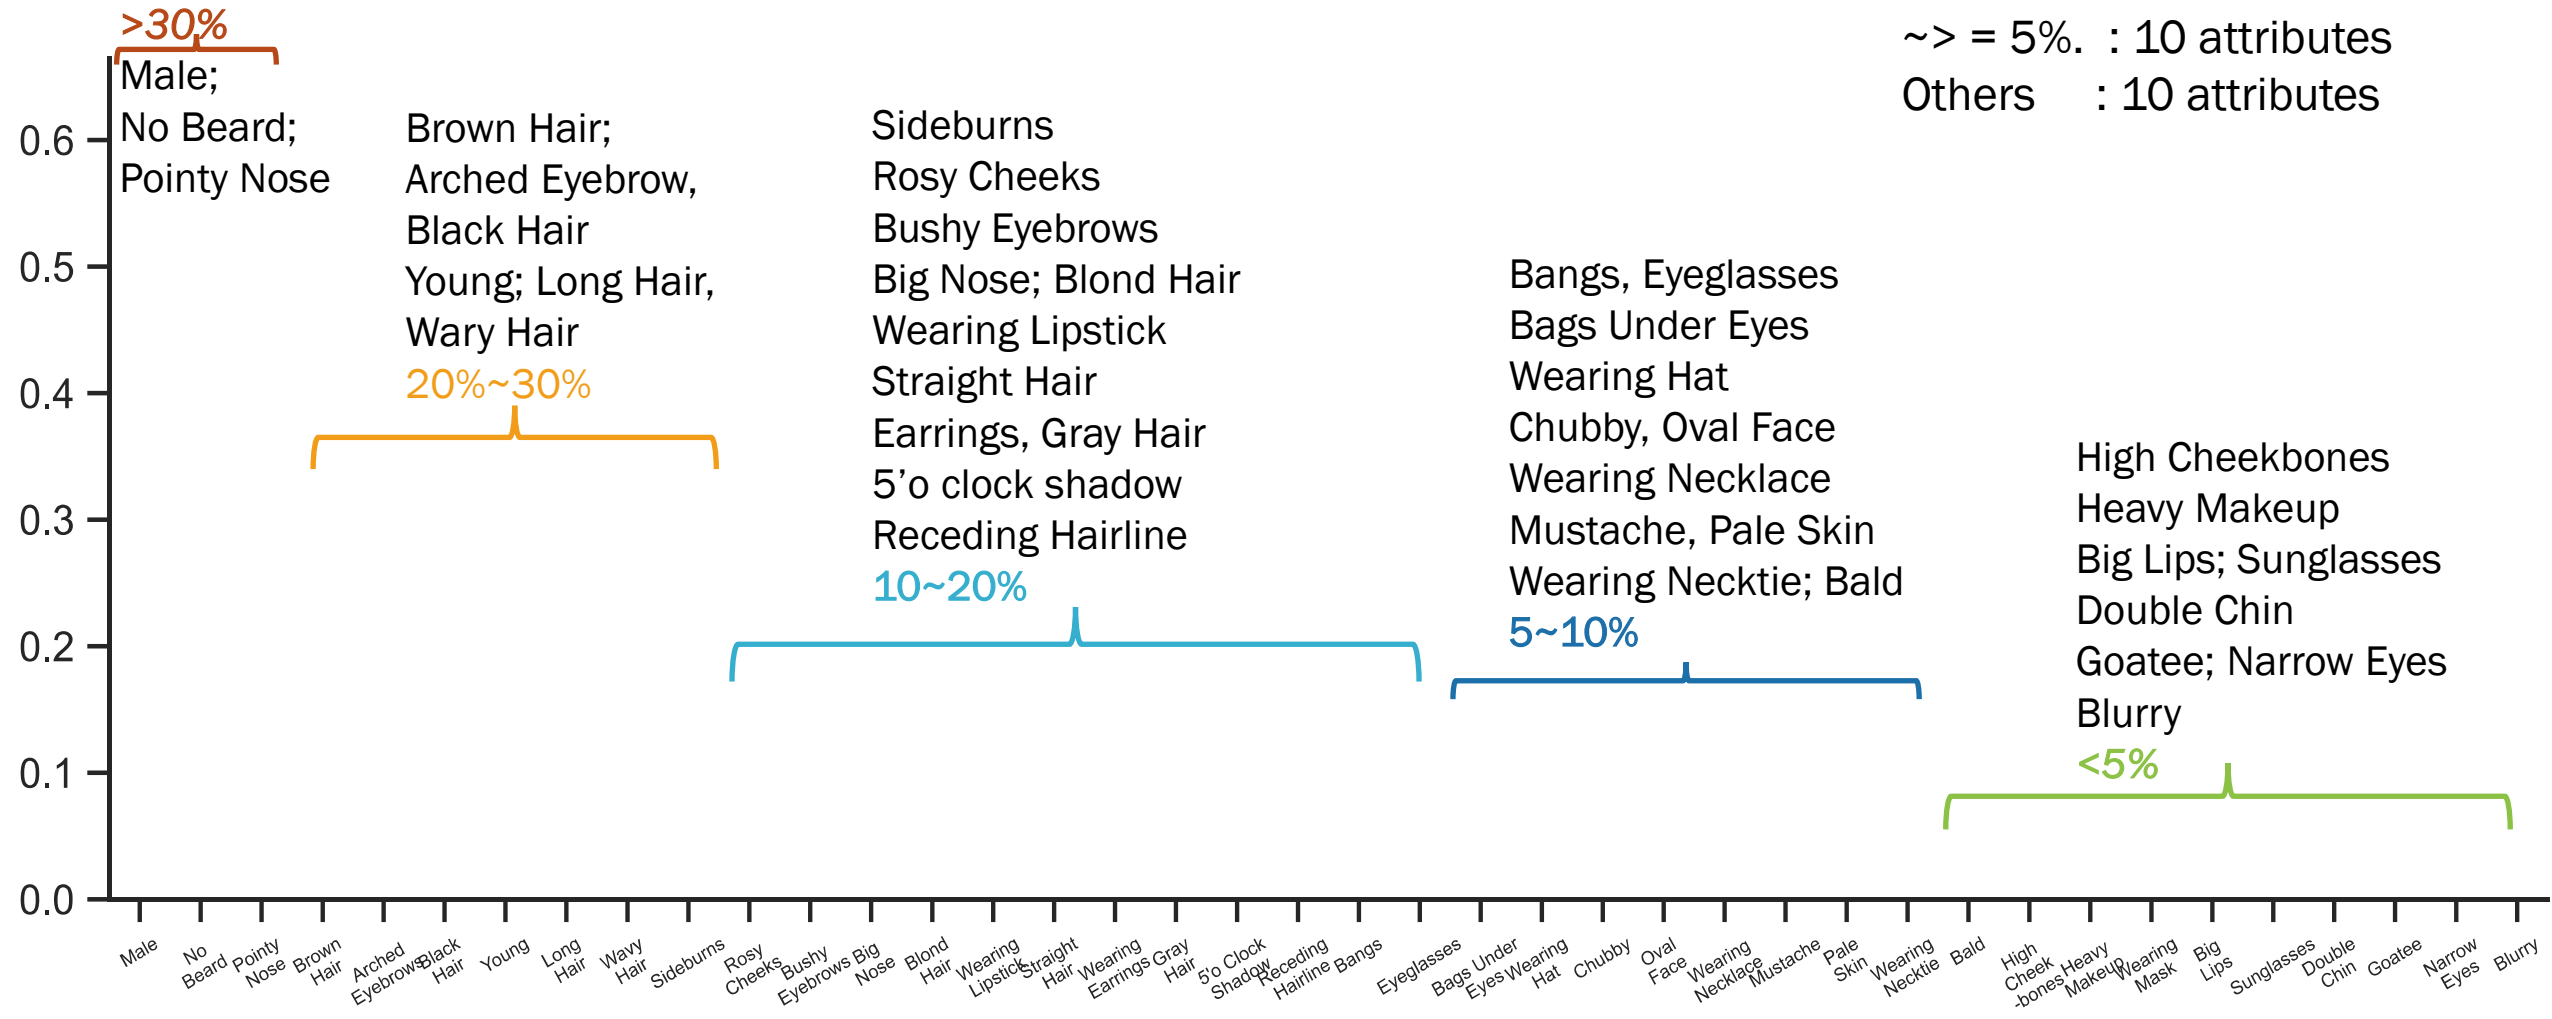 >30%
Male;
No Beard;
Pointy Nose
Brown Hair;
Arched Eyebrow,
Black Hair
Young; Long Hair,
Wary Hair
20%~30%
Sideburns
Rosy Cheeks
Bushy Eyebrows
Big Nose; Blond Hair
Wearing Lipstick
Straight Hair
Earrings, Gray Hair
5’o clock shadow
Receding Hairline
10~20%
Bangs, Eyeglasses
Bags Under Eyes
Wearing Hat
Chubby, Oval Face
Wearing Necklace
Mustache, Pale Skin
Wearing Necktie; Bald
5~10%
~> = 5%. : 10 attributes
Others : 10 attributes
High Cheekbones
Heavy Makeup
Big Lips; Sunglasses
Double Chin
Goatee; Narrow Eyes
Blurry
<5%
0.6
0.5
0.4
0.3
0.2
0.1
0.0
Male
No
Beard
Pointy
Nose
Brown
Hair
Arched
Eyebrows
Black
Hair
Young
Long
Hair
Wavy
Hair
Sideburns
Rosy
Cheeks
Bushy
Eyebrows
Big
Nose
Blond
Hair
Wearing
Lipstick
Straight
Hair
Wearing
Earrings
Gray
Hair
5'o Clock
Shadow
Receding
Hairline
Bangs
Eyeglasses
Bags Under
Eyes
Wearing
Hat
Chubby
Oval
Face
Wearing
Necklace
Mustache
Pale
Skin
Wearing
Necktie
Bald
High
Cheek
-bones
Heavy
Makeup
Wearing
Mask
Big
Lips
Sunglasses
Double
Chin
Goatee
Narrow
Eyes
Blurry